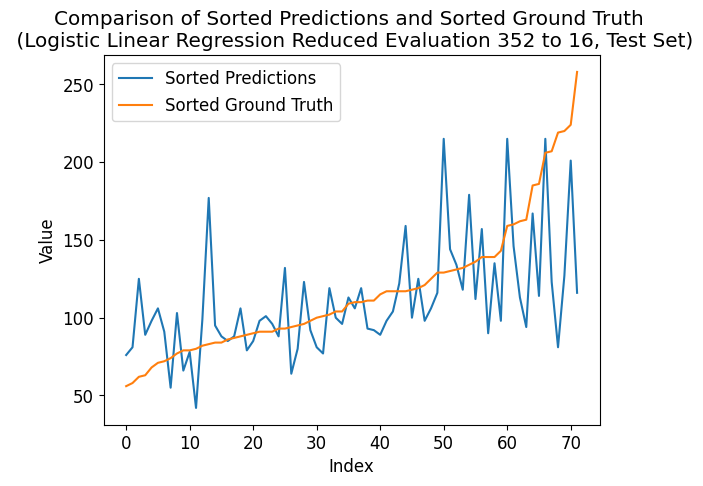 Comparison of Sorted Predictions and Sorted Ground Truth
(Logistic Linear Regression Reduced Evaluation 352 to 16, Test Set)
Sorted Predictions
Sorted Ground Truth
250
200
150
100
50
Value
0 10 20 30 40 50 60 70
Index